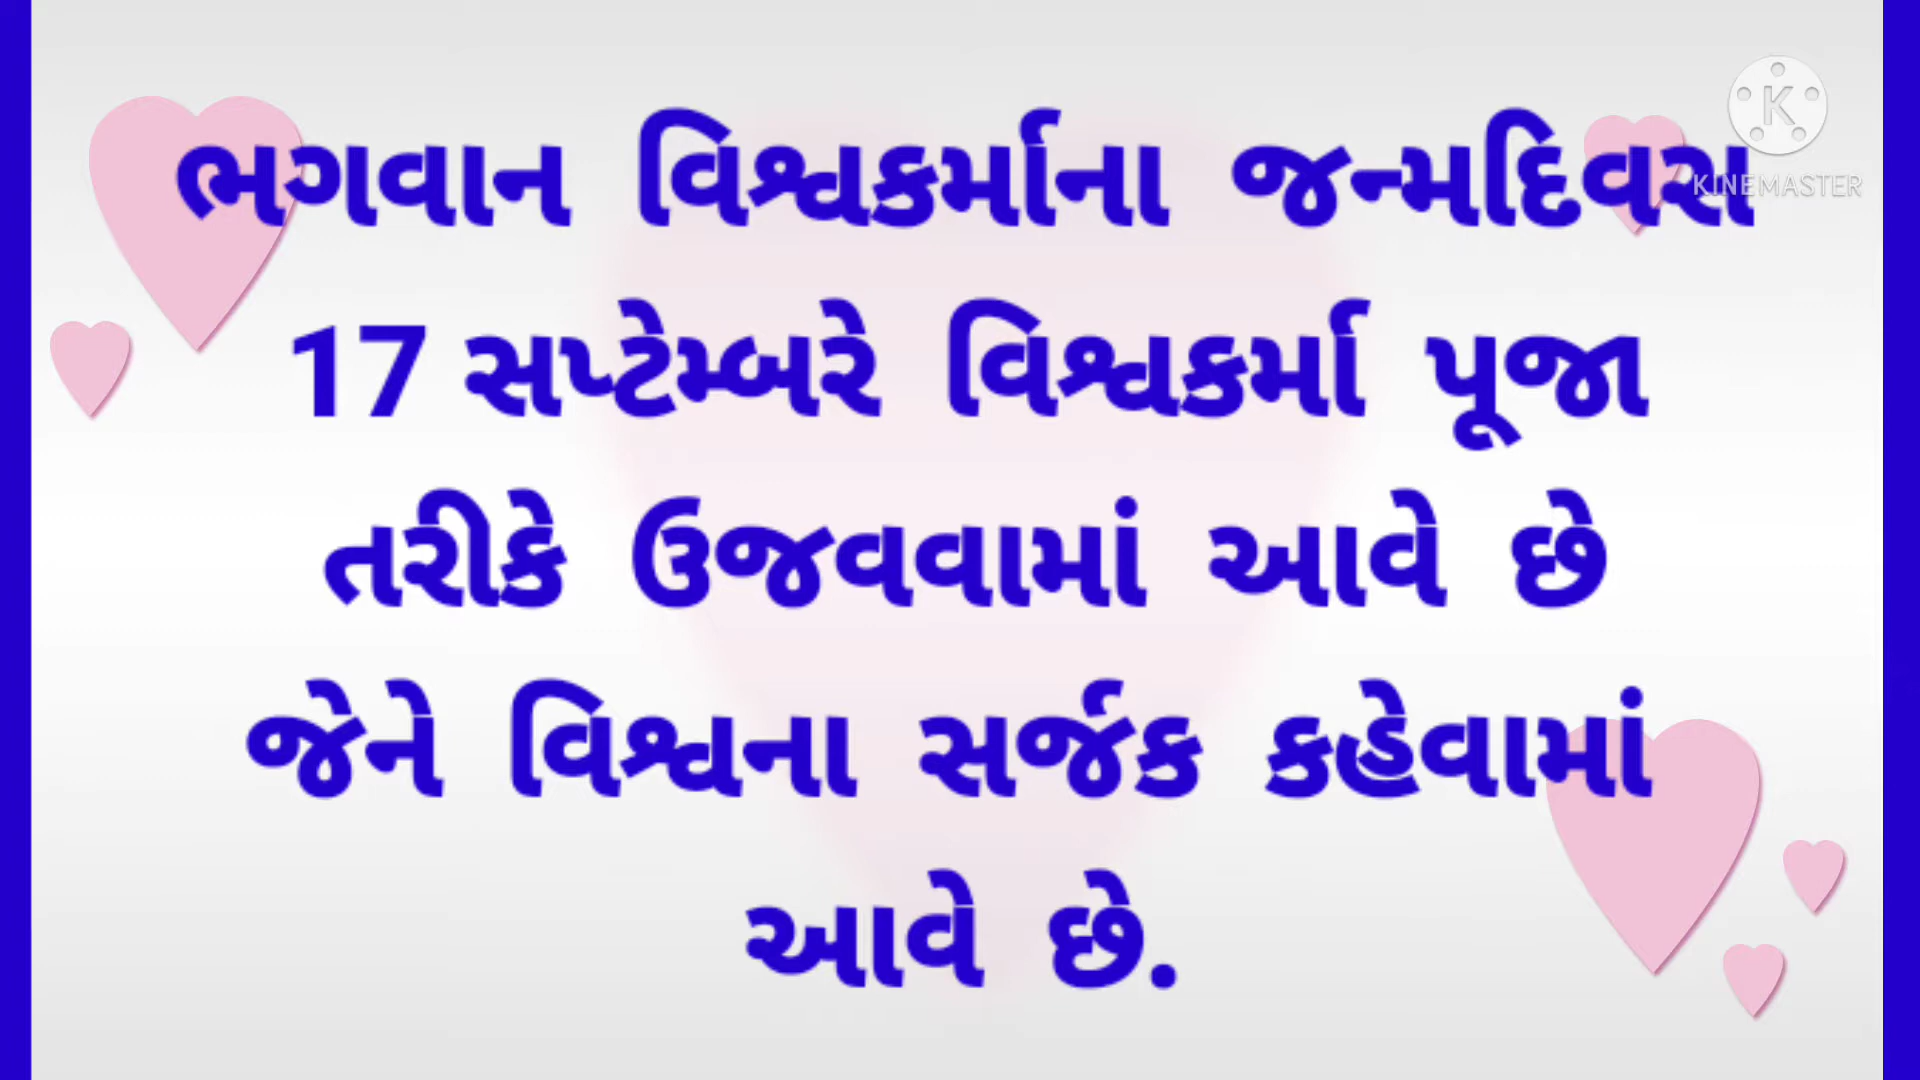 ભગવાન વિશ્વકર્માના જન્મદિવસ
17 સપ્ટેમ્બરે વિશ્વકર્મા પૂજા
તરીકે ઉજવવામાં આવે છે
જેને વિશ્વના સર્જક કહેવામાં
આવે છે.
K
KINEMASTER